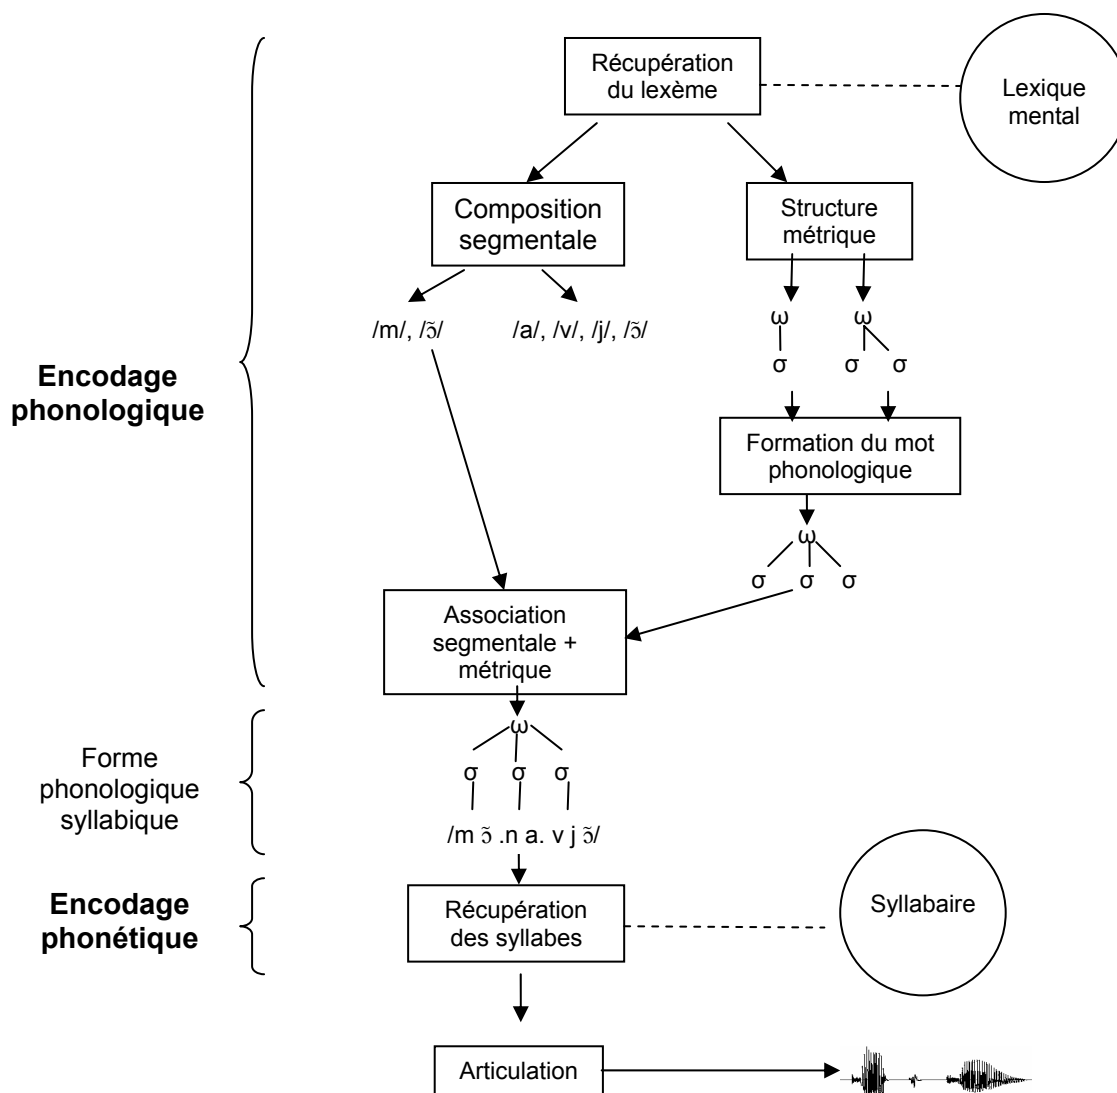 Récupération
du lexème
Lexique
mental
Composition
segmentale
Structure
métrique
/m/, /ɔ̃/
/a/, /v/, /j/, /ɔ̃/
ω ω
σ σ σ
Encodage
phonologique
Formation du mot
phonologique
ω
σ σ σ
Association
segmentale +
métrique
ω
σ σ σ
/m ɔ̃ .n a. v j ɔ̃/
Forme
phonologique
syllabique
Encodage
phonétique
Récupération
des syllabes
Syllabaire
Articulation